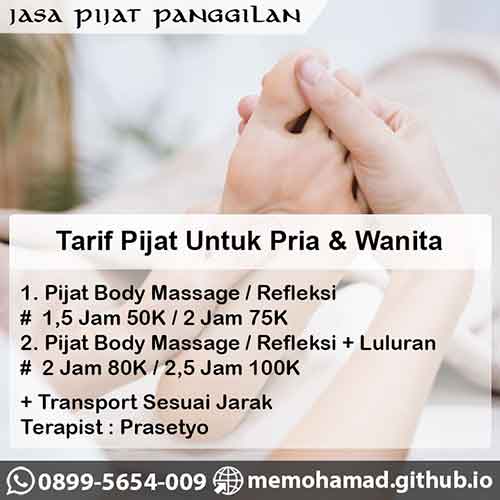 JASA PIJAT PANGGILAN
Tarif Pijat Untuk Pria & Wanita
1. Pijat Body Massage / Refleksi
# 1,5 Jam 50K / 2 Jam 75K
2. Pijat Body Massage / Refleksi + Luluran
# 2 Jam 80K / 2,5 Jam 100K
+ Transport Sesuai Jarak
Terapist : Prasetyo
0899-5654-009 memohamad.github.io